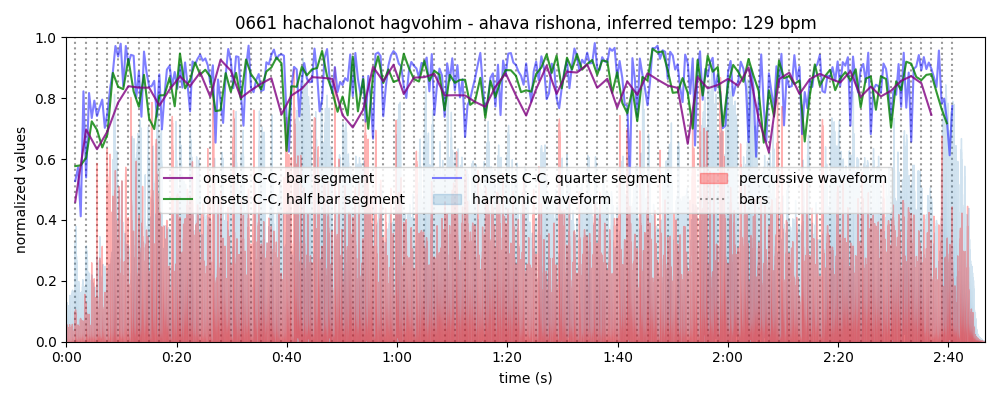 0661 hachalonot hagvohim - ahava rishona, inferred tempo: 129 bpm
1.0
0.8
0.6
0.4
0.2
0.0
normalized values
onsets C-C, bar segment
onsets C-C, half bar segment
onsets C-C, quarter segment
harmonic waveform
percussive waveform
bars
0:00 0:20 0:40 1:00 1:20 1:40 2:00 2:20 2:40
time (s)